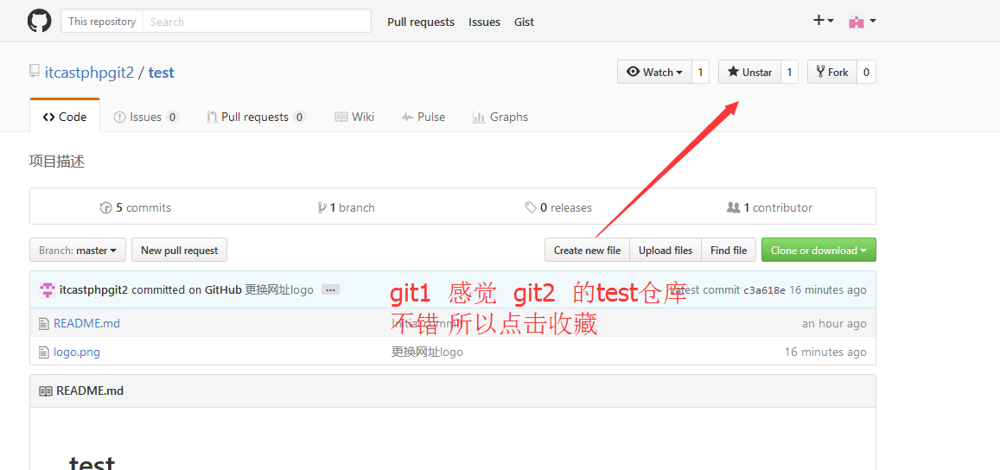 This repository Search Pull requests Issues Gist
itcastphpgit2 / test Watch 1 Unstar 1 Fork 0
Code Issues 0 Pull requests 0 Wiki Pulse Graphs
项目描述
5 commits 1 branch 0 releases 1 contributor
Branch: master New pull request Create new file Upload files Find file Clone or download
itcastphpgit2 committed on GitHub 更换网址logo Latest commit c3a618e 16 minutes ago
git1 感觉 git2 的test仓库
README.md Initial commit an hour ago
不错 所以点击收藏
logo.png 更换网址logo 16 minutes ago
README.md
test